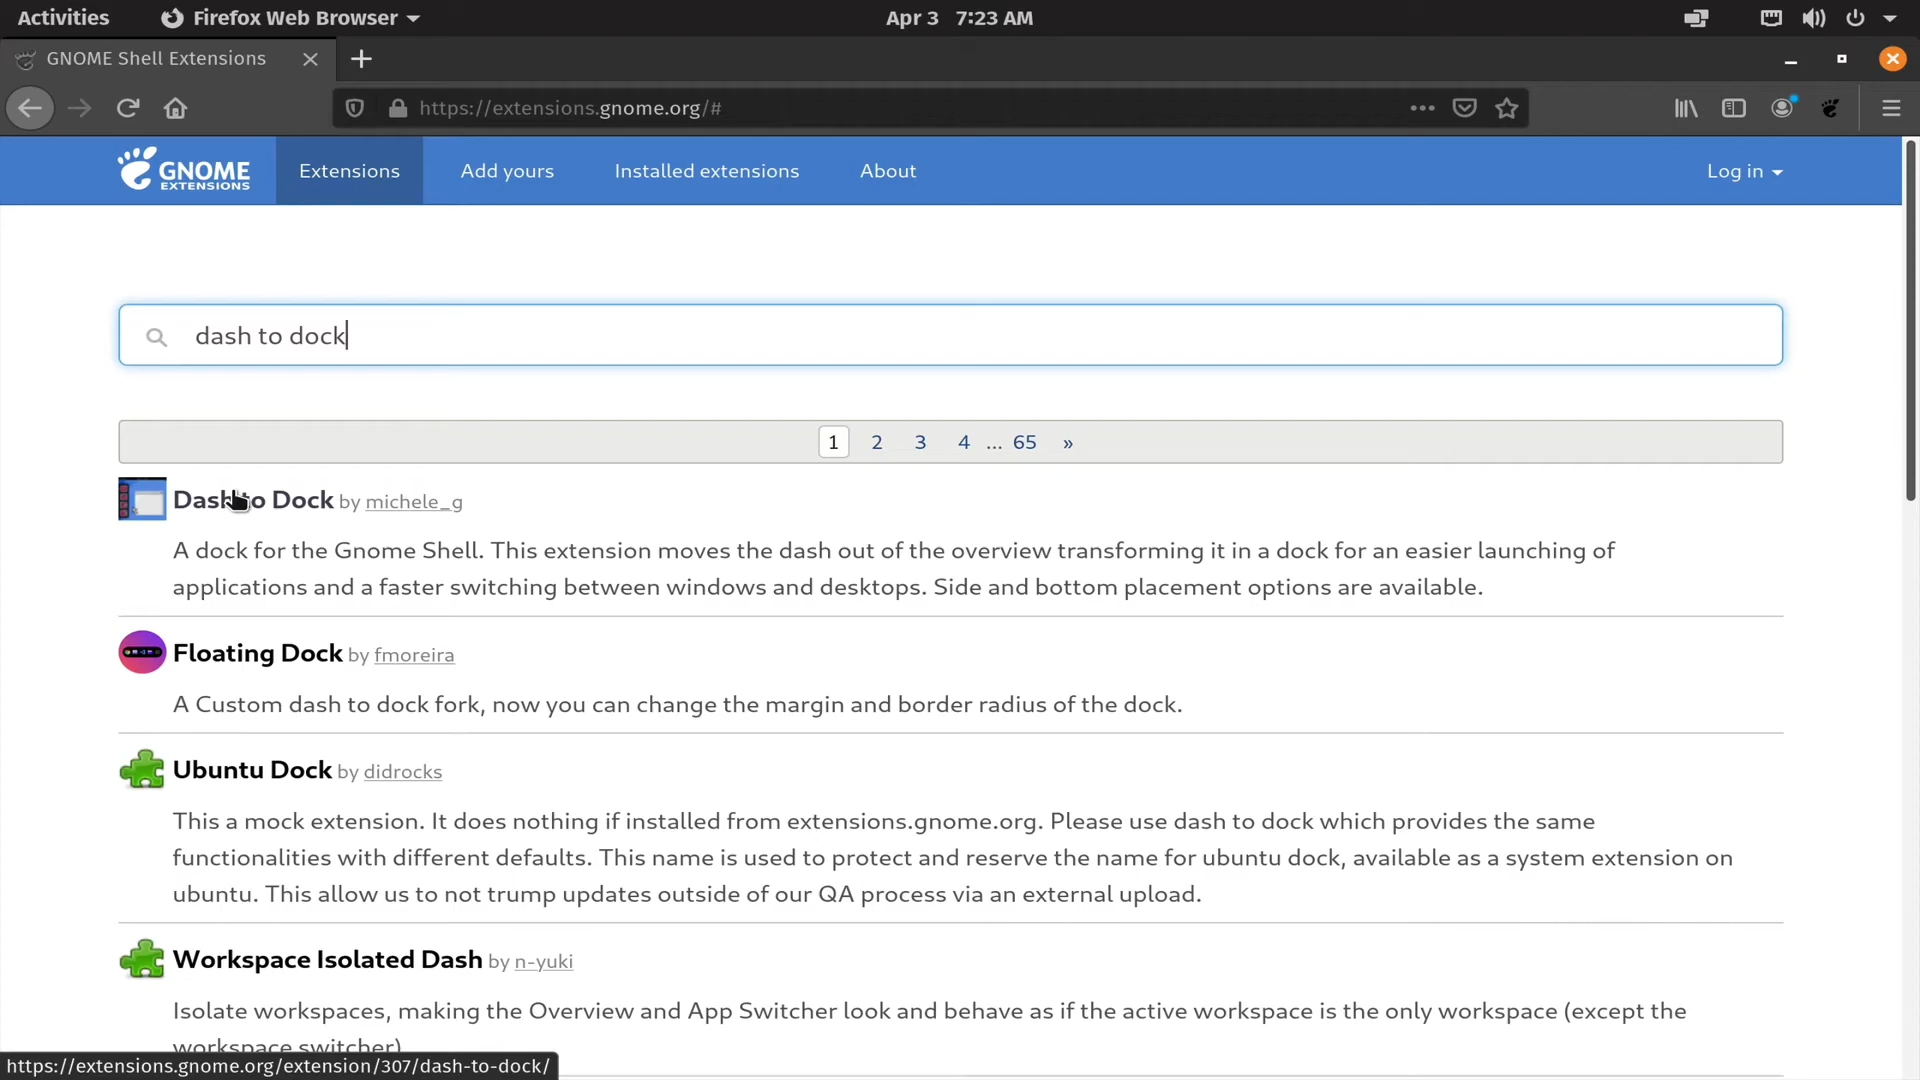 Activities
Firefox Web Browser
Apr 3 7:23 AM
GNOME Shell Extensions
https://extensions.gnome.org/#
GNOME
EXTENSIONS
Extensions
Add yours
Installed extensions
About
Log in
dash to dock
1 2 3 4 ... 65 »
Dash to Dock by michele_g
A dock for the Gnome Shell. This extension moves the dash out of the overview transforming it in a dock for an easier launching of
applications and a faster switching between windows and desktops. Side and bottom placement options are available.
Floating Dock by fmoreira
A Custom dash to dock fork, now you can change the margin and border radius of the dock.
Ubuntu Dock by didrocks
This a mock extension. It does nothing if installed from extensions.gnome.org. Please use dash to dock which provides the same
functionalities with different defaults. This name is used to protect and reserve the name for ubuntu dock, available as a system extension on
ubuntu. This allow us to not trump updates outside of our QA process via an external upload.
Workspace Isolated Dash by n-yuki
Isolate workspaces, making the Overview and App Switcher look and behave as if the active workspace is the only workspace (except the
workspace switcher)
https://extensions.gnome.org/extension/307/dash-to-dock/